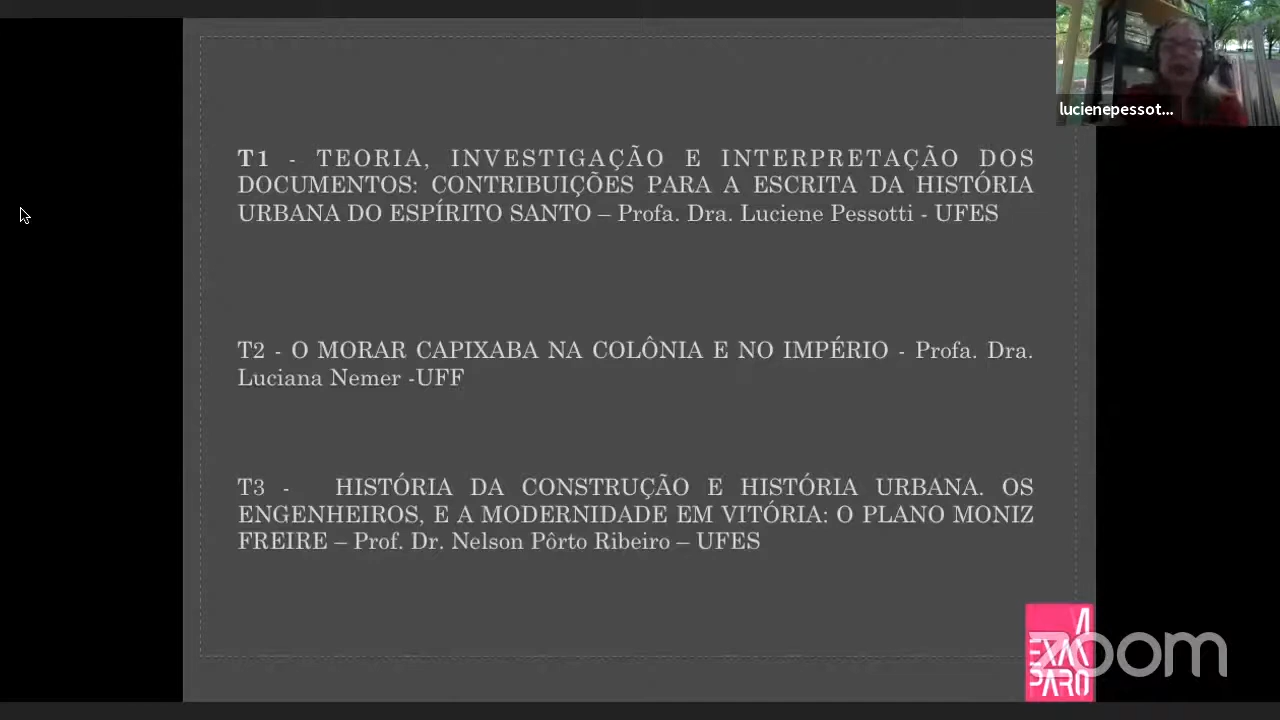 lucienepessot...
T1 - TEORIA, INVESTIGAÇÃO E INTERPRETAÇÃO DOS
DOCUMENTOS: CONTRIBUIÇÕES PARA A ESCRITA DA HISTÓRIA
URBANA DO ESPÍRITO SANTO – Profa. Dra. Luciene Pessotti - UFES
T2 - O MORAR CAPIXABA NA COLÔNIA E NO IMPÉRIO - Profa. Dra.
Luciana Nemer -UFF
T3 - HISTÓRIA DA CONSTRUÇÃO E HISTÓRIA URBANA. OS
ENGENHEIROS, E A MODERNIDADE EM VITÓRIA: O PLANO MONIZ
FREIRE – Prof. Dr. Nelson Pôrto Ribeiro – UFES
zoom
PARO